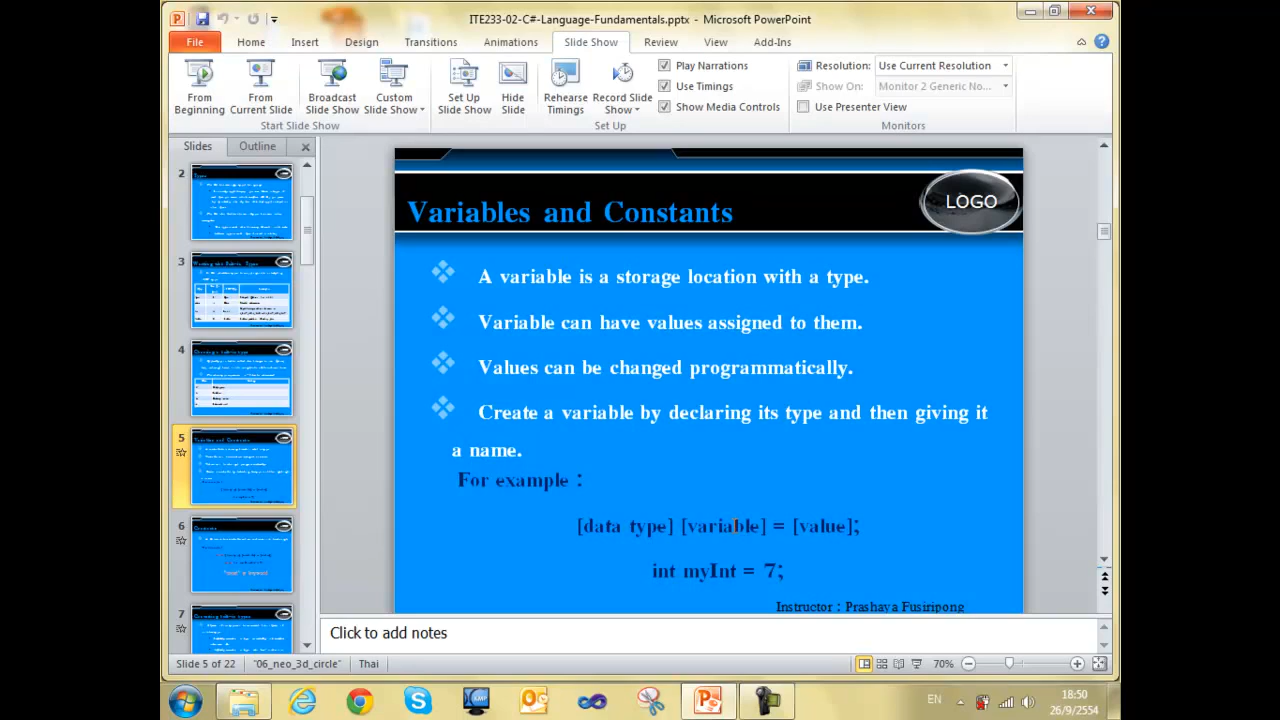 ITE233-02-C#-Language-Fundamentals.pptx - Microsoft PowerPoint
File Home Insert Design Transitions Animations Slide Show Review View Add-Ins
From Beginning
From Current Slide
Broadcast Slide Show
Custom Slide Show
Set Up Slide Show
Hide Slide
Rehearse Timings
Record Slide Show
Play Narrations
Use Timings
Show Media Controls
Resolution: Use Current Resolution
Show On: Monitor 2 Generic No...
Use Presenter View
Start Slide Show
Set Up
Monitors
Slides Outline
2
3
4
5
6
7
Variables and Constants
LOGO
A variable is a storage location with a type.
Variable can have values assigned to them.
Values can be changed programmatically.
Create a variable by declaring its type and then giving it
a name.
For example :
[data type] [variable] = [value];
int myInt = 7;
Instructor : Prashaya Fusiripong
Click to add notes
Slide 5 of 22 "06_neo_3d_circle" Thai 70%
EN 18:50
26/9/2554